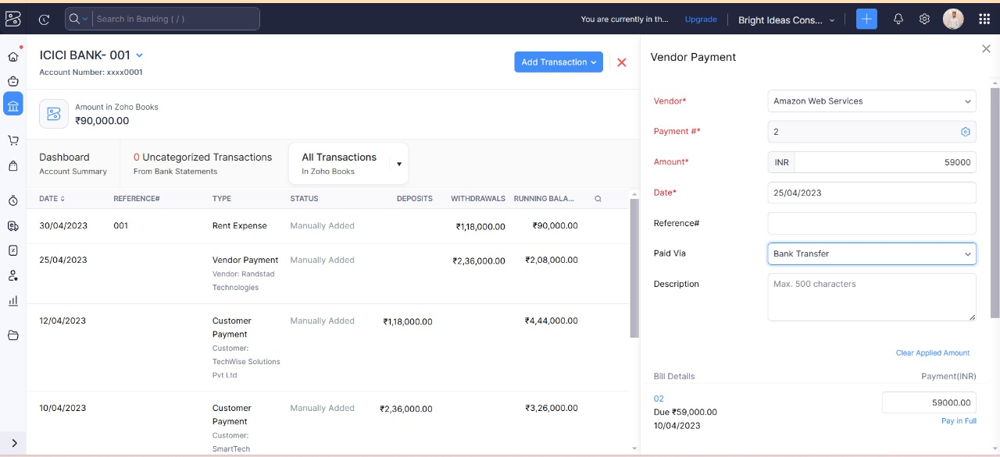 Search in Banking ( / )
You are currently in th...
Upgrade
Bright Ideas Cons...
ICICI BANK- 001
Account Number: xxxx0001
Add Transaction
Amount in Zoho Books
₹90,000.00
Dashboard
Account Summary
0 Uncategorized Transactions
From Bank Statements
All Transactions
In Zoho Books
DATE REFERENCE# TYPE STATUS DEPOSITS WITHDRAWALS RUNNING BALA...
30/04/2023 001 Rent Expense Manually Added ₹1,18,000.00 ₹90,000.00
25/04/2023 Vendor Payment Manually Added ₹2,36,000.00 ₹2,08,000.00
Vendor: Randstad
Technologies
12/04/2023 Customer Manually Added ₹1,18,000.00 ₹4,44,000.00
Payment
Customer:
TechWise Solutions
Pvt Ltd
10/04/2023 Customer Manually Added ₹2,36,000.00 ₹3,26,000.00
Payment
Customer:
SmartTech
Vendor Payment
Vendor* Amazon Web Services
Payment #* 2
Amount* INR 59000
Date* 25/04/2023
Reference#
Paid Via Bank Transfer
Description Max. 500 characters
Clear Applied Amount
Bill Details Payment(INR)
02
Due ₹59,000.00
10/04/2023
59000.00
Pay in Full